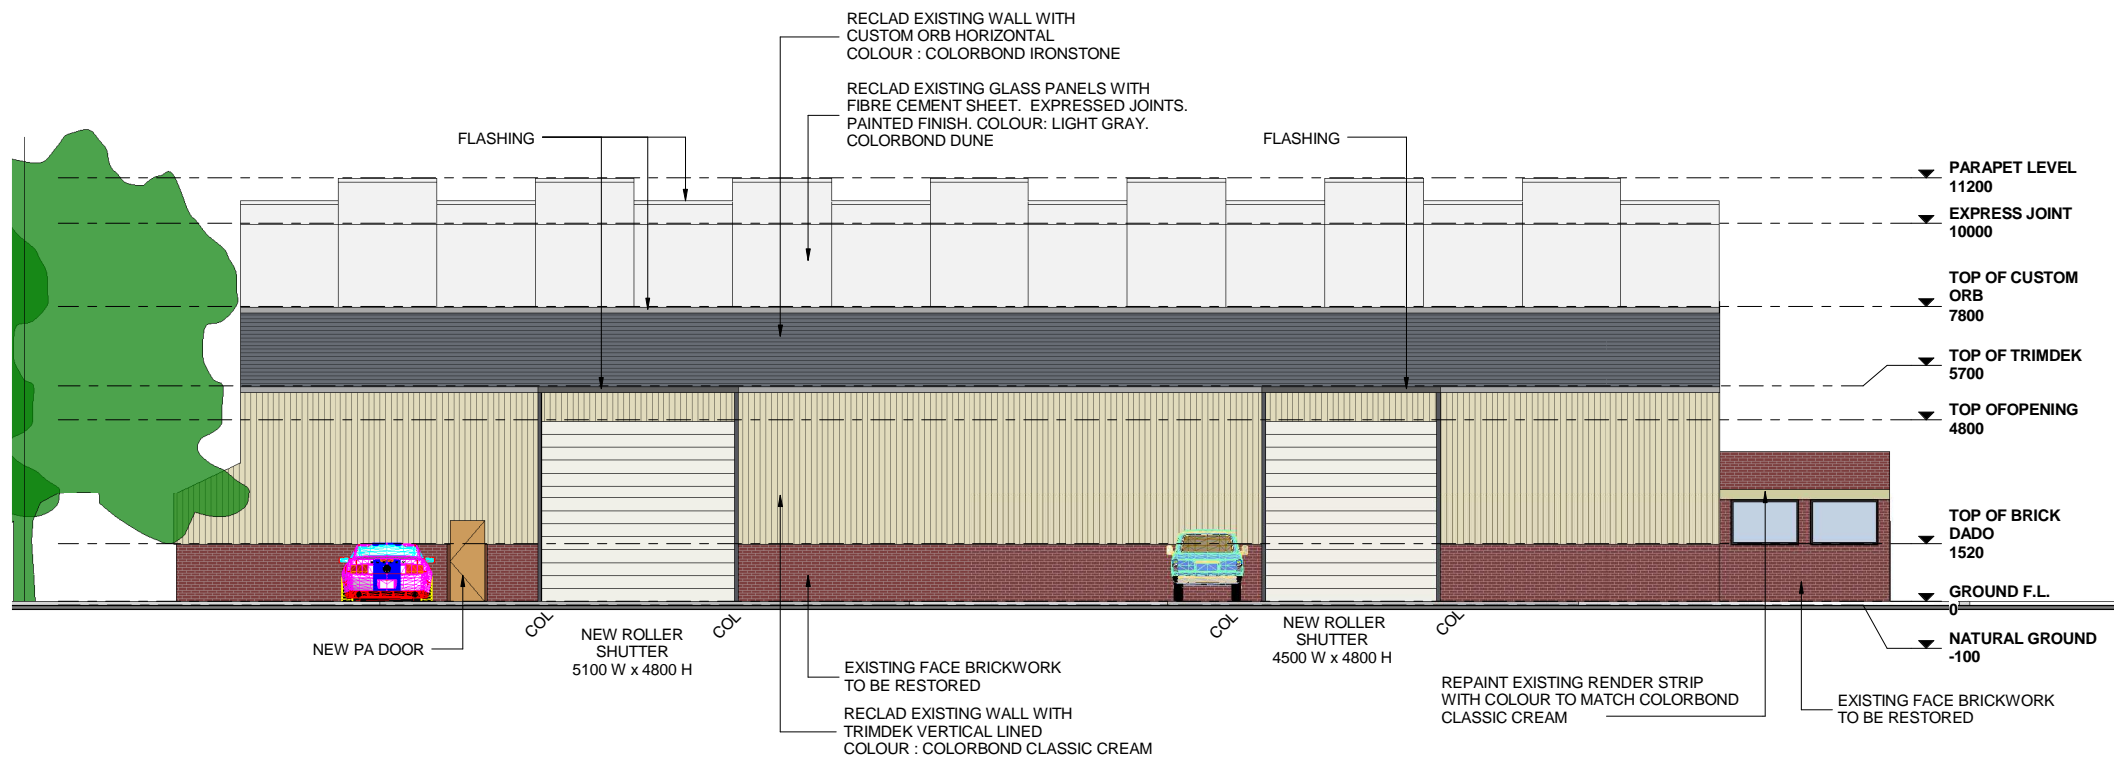 RECLAD EXISTING WALL WITH
CUSTOM ORB HORIZONTAL
COLOUR : COLORBOND IRONSTONE
RECLAD EXISTING GLASS PANELS WITH
FIBRE CEMENT SHEET.  EXPRESSED JOINTS.
PAINTED FINISH. COLOUR: LIGHT GRAY.
COLORBOND DUNE
FLASHING
FLASHING
PARAPET LEVEL
11200
EXPRESS JOINT
10000
TOP OF CUSTOM
ORB
7800
TOP OF TRIMDEK
5700
TOP OFOPENING
4800
TOP OF BRICK
DADO
1520
GROUND F.L.
0
NATURAL GROUND
-100
COL
COL
COL
COL
NEW PA DOOR
NEW ROLLER
SHUTTER
5100 W x 4800 H
NEW ROLLER
SHUTTER
4500 W x 4800 H
EXISTING FACE BRICKWORK
TO BE RESTORED
RECLAD EXISTING WALL WITH
TRIMDEK VERTICAL LINED
COLOUR : COLORBOND CLASSIC CREAM
REPAINT EXISTING RENDER STRIP
WITH COLOUR TO MATCH COLORBOND
CLASSIC CREAM
EXISTING FACE BRICKWORK
TO BE RESTORED